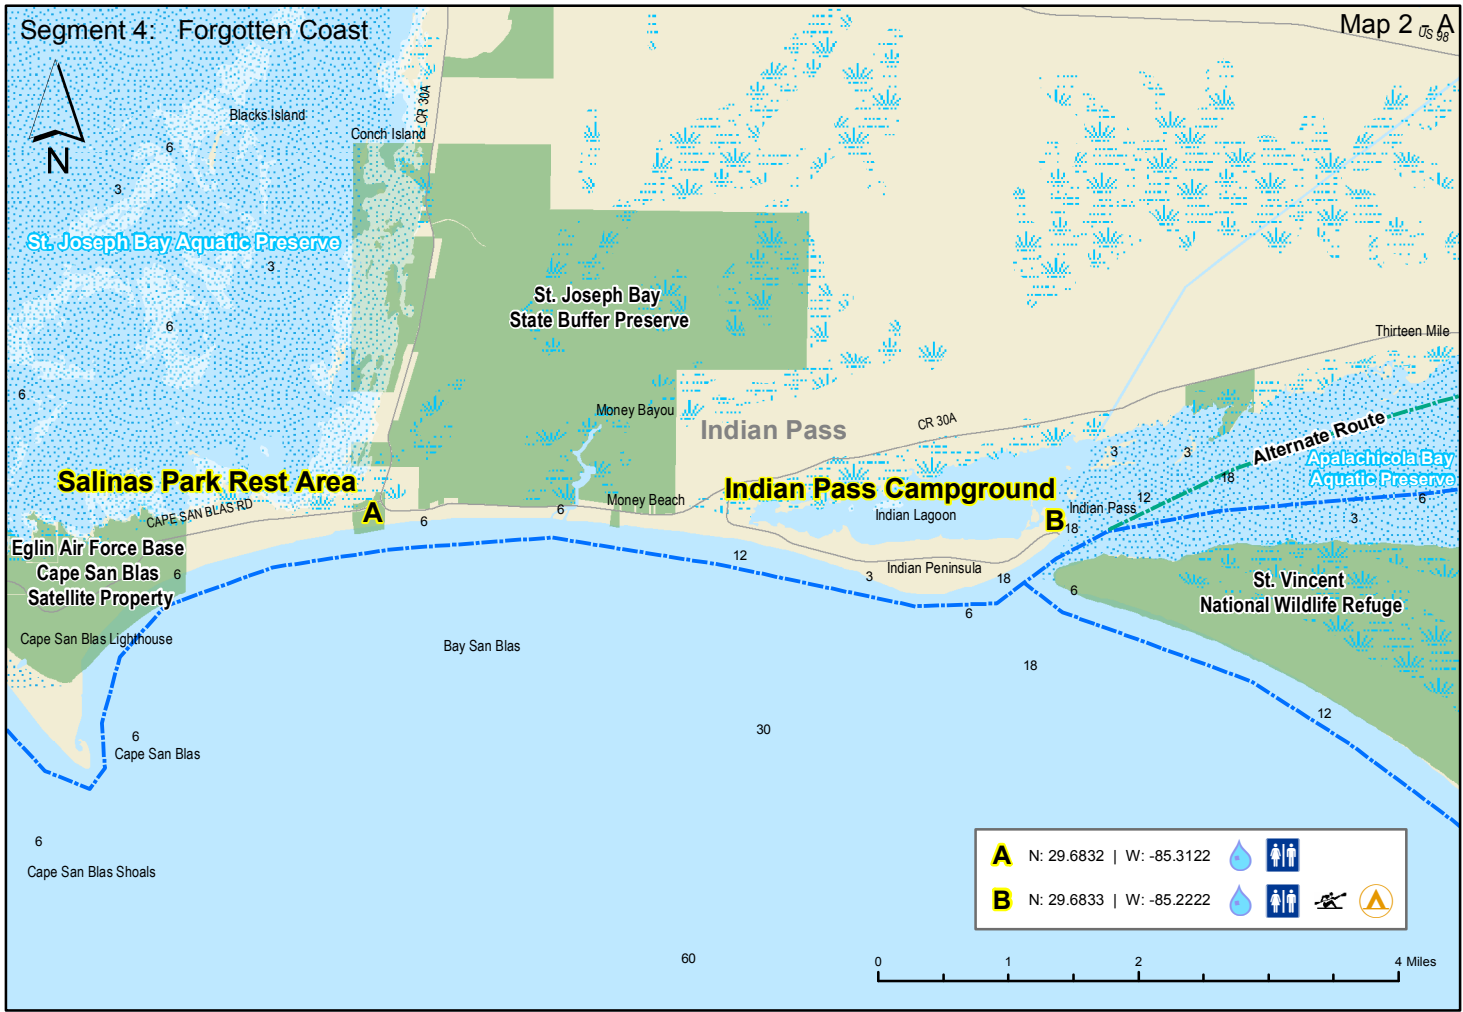 Segment 4:   Forgotten Coast
Map 2 - A
US 98
N
Blacks Island
Conch Island
CR 30A
6
3
St. Joseph Bay Aquatic Preserve
3
6
6
St. Joseph Bay
State Buffer Preserve
Thirteen Mile
Money Bayou
Indian Pass
CR 30A
Alternate Route
3
3
18
Apalachicola Bay
Aquatic Preserve
Salinas Park Rest Area
A
CAPE SAN BLAS RD
6
6
Money Beach
Indian Pass Campground
B
Indian Lagoon
Indian Pass
12
18
6
3
Eglin Air Force Base
Cape San Blas
Satellite Property
6
12
3
Indian Peninsula
18
6
6
St. Vincent
National Wildlife Refuge
Cape San Blas Lighthouse
Bay San Blas
18
12
30
6
Cape San Blas
6
Cape San Blas Shoals
60
A   N: 29.6832  |  W: -85.3122
B   N: 29.6833  |  W: -85.2222
0 1 2 4 Miles